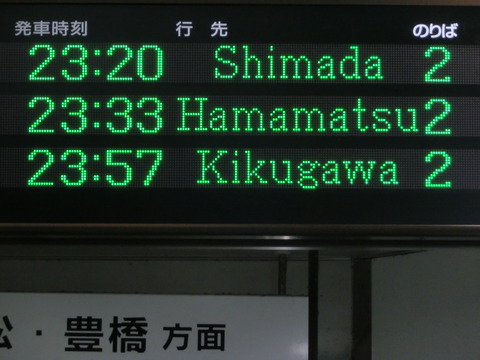 発車時刻 行先 のりば
23:20 Shimada 2
23:33 Hamamatsu 2
23:57 Kikugawa 2
松・豊橋 方面